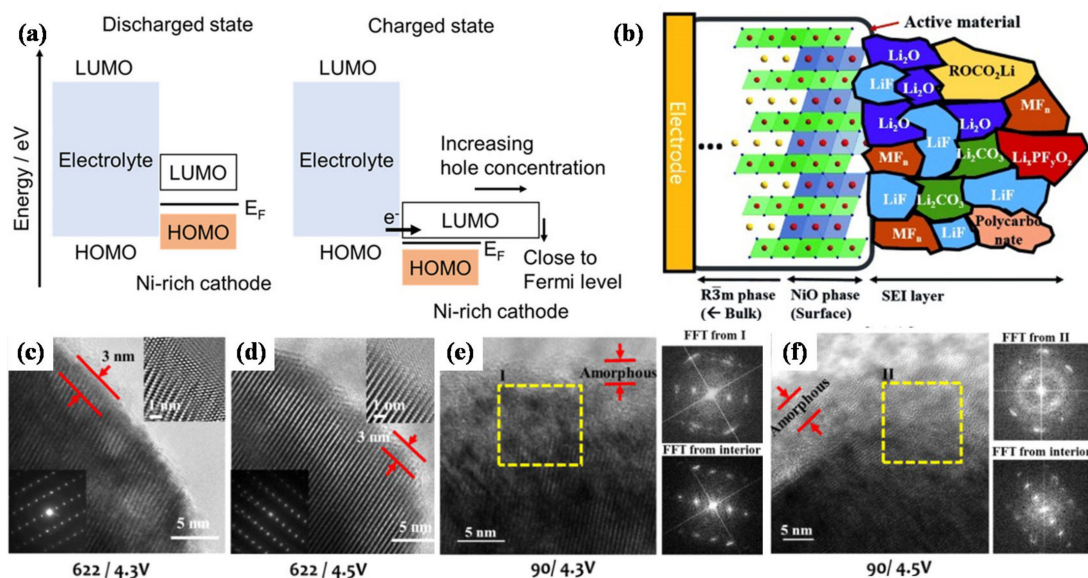 (a)
Discharged state
Charged state
Energy / eV
LUMO
Electrolyte
HOMO
LUMO
E_F
HOMO
Ni-rich cathode
LUMO
Electrolyte
HOMO
Increasing
hole concentration
e-
LUMO
E_F
HOMO
Close to
Fermi level
Ni-rich cathode
(b)
Active material
Electrode
Li₂O
ROCO₂Li
LiF
Li₂O
MFₙ
Li₂O
Li₂O
LiF
MFₙ
Li₂CO₃
LiₓPFᵧO_z
LiF
Li₂CO₃
LiF
MFₙ
LiF
Polycarbo
nate
R3̅m phase
(← Bulk)
NiO phase
(Surface)
SEI layer
(c)
3 nm
1 nm
5 nm
622 / 4.3V
(d)
1 nm
3 nm
5 nm
622 / 4.5V
(e)
I
Amorphous
5 nm
90/ 4.3V
FFT from I
FFT from interior
(f)
II
Amorphous
5 nm
90/ 4.5V
FFT from II
FFT from interior